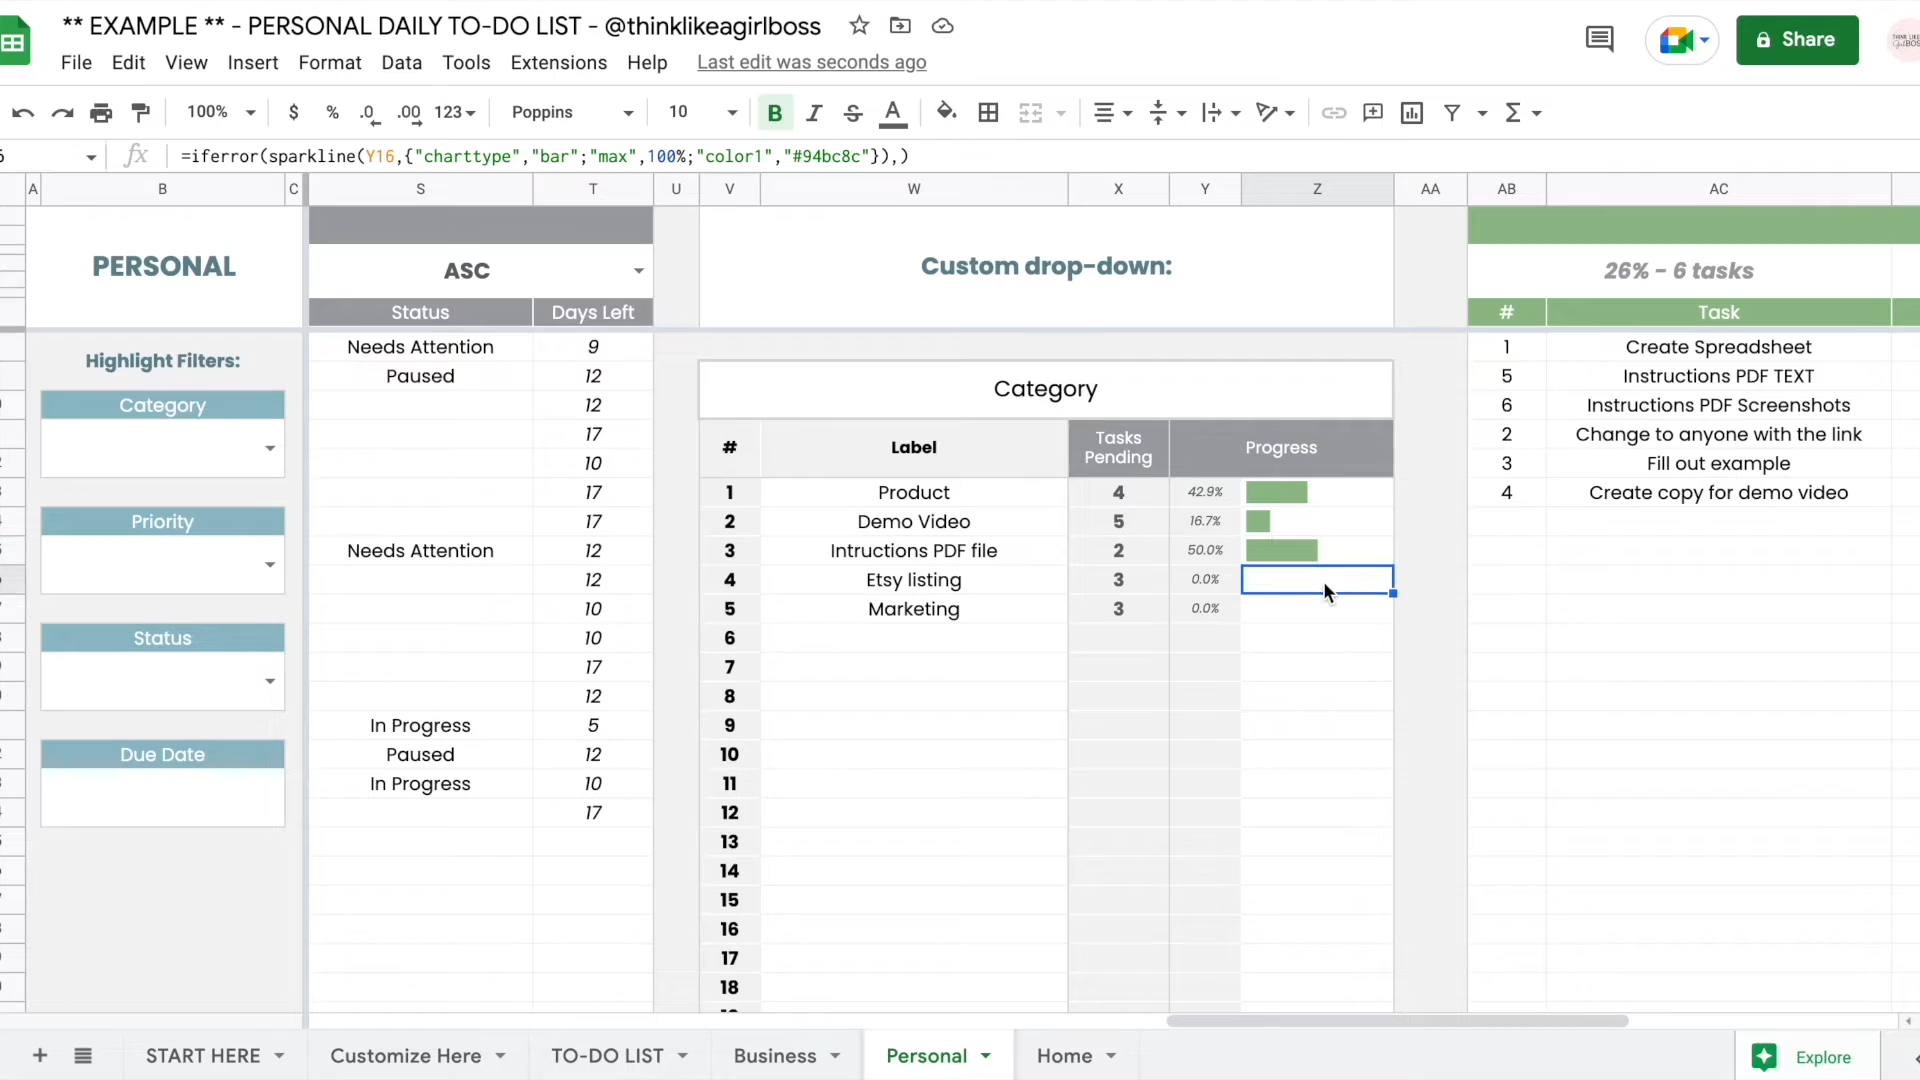 ** EXAMPLE ** - PERSONAL DAILY TO-DO LIST - @thinklikeagirlboss
Share
File Edit View Insert Format Data Tools Extensions Help Last edit was seconds ago
100% $ % .0 .00 123 Poppins 10 B I S A
=iferror(sparkline(Y16,{"charttype","bar";"max",100%;"color1","#94bc8c"}),)
A B C S T U V W X Y Z AA AB AC
PERSONAL
ASC
Custom drop-down:
26% - 6 tasks
Status Days Left # Task
Highlight Filters:
Category
Priority
Status
Due Date
Needs Attention 9
Paused 12
12
17
10
17
17
Needs Attention 12
12
10
10
17
12
In Progress 5
Paused 12
In Progress 10
17
Category
# Label Tasks Pending Progress
1 Product 4 42.9%
2 Demo Video 5 16.7%
3 Intructions PDF file 2 50.0%
4 Etsy listing 3 0.0%
5 Marketing 3 0.0%
6
7
8
9
10
11
12
13
14
15
16
17
18
1 Create Spreadsheet
5 Instructions PDF TEXT
6 Instructions PDF Screenshots
2 Change to anyone with the link
3 Fill out example
4 Create copy for demo video
START HERE Customize Here TO-DO LIST Business Personal Home Explore